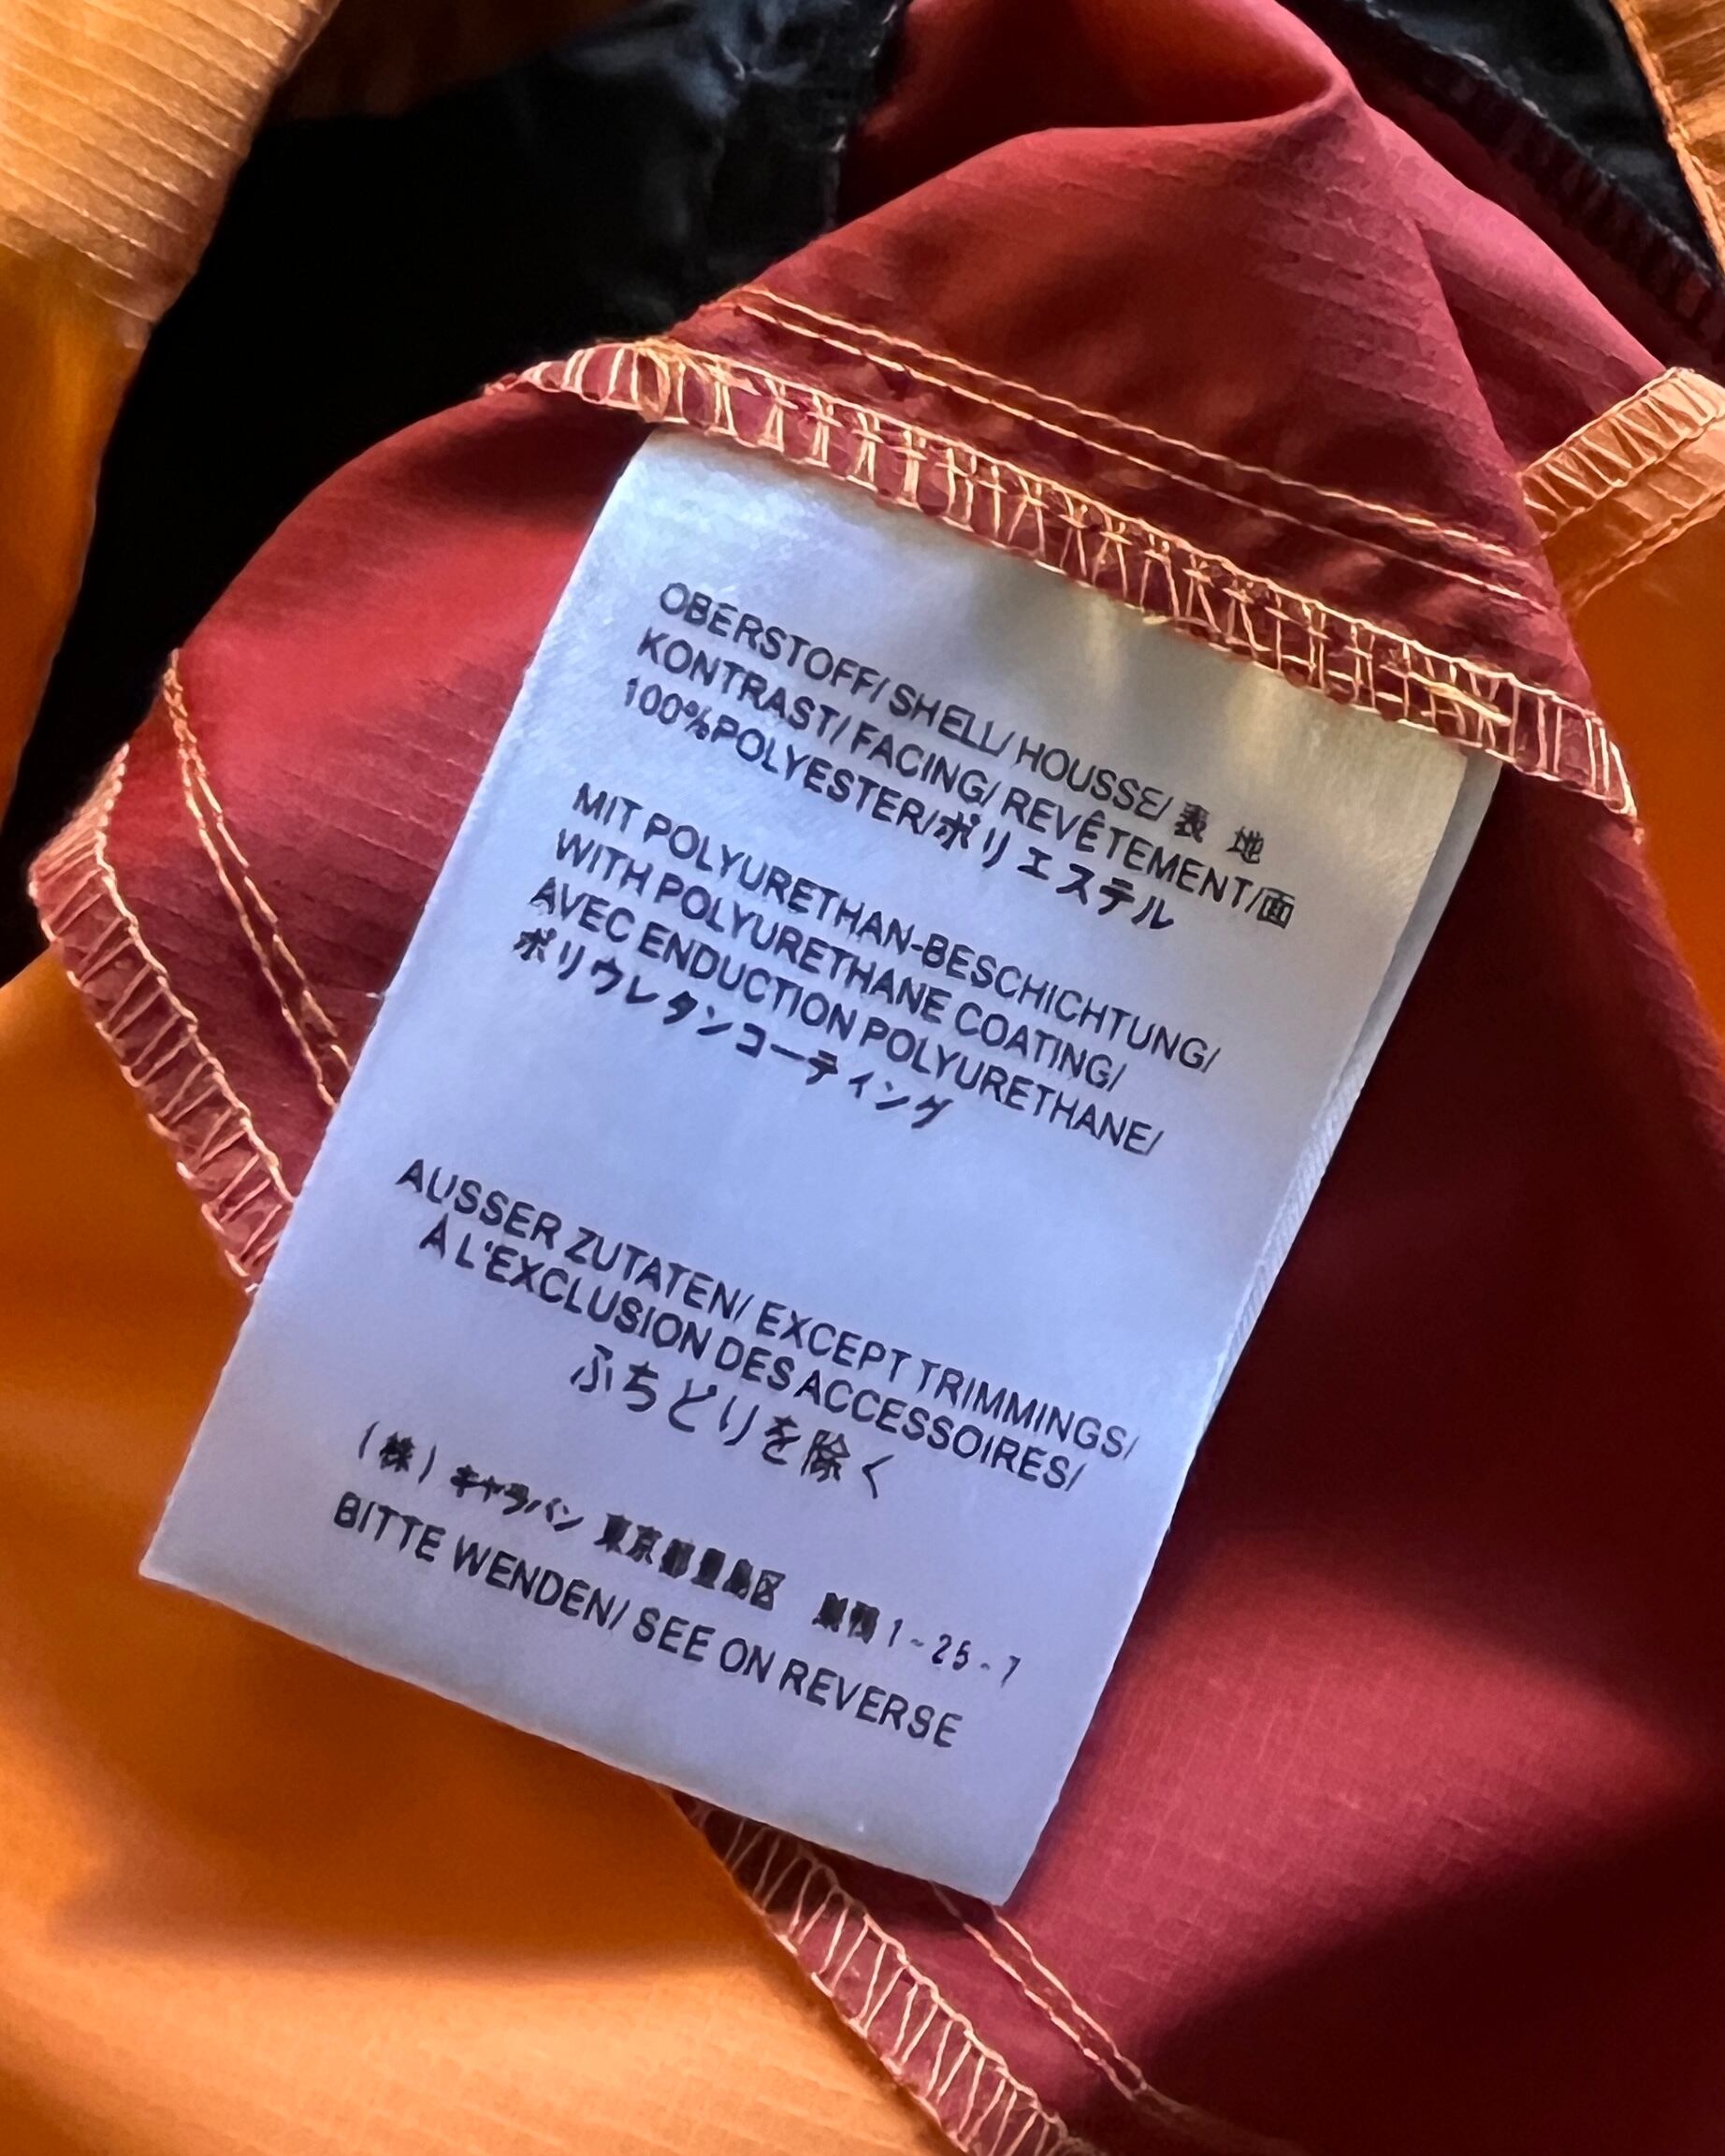 OBERSTOFF/ SHELL/ HOUSSE/ 表 地
KONTRAST/ FACING/ REVÊTEMENT/面
100%POLYESTER/ポリエステル
MIT POLYURETHAN-BESCHICHTUNG/
WITH POLYURETHANE COATING/
AVEC ENDUCTION POLYURETHANE/
ポリウレタンコーティング
AUSSER ZUTATEN/ EXCEPT TRIMMINGS/
À L'EXCLUSION DES ACCESSOIRES/
ふちどりを除く
(株) キャラバン 東京都豊島区 巣鴨 1-25-7
BITTE WENDEN/ SEE ON REVERSE